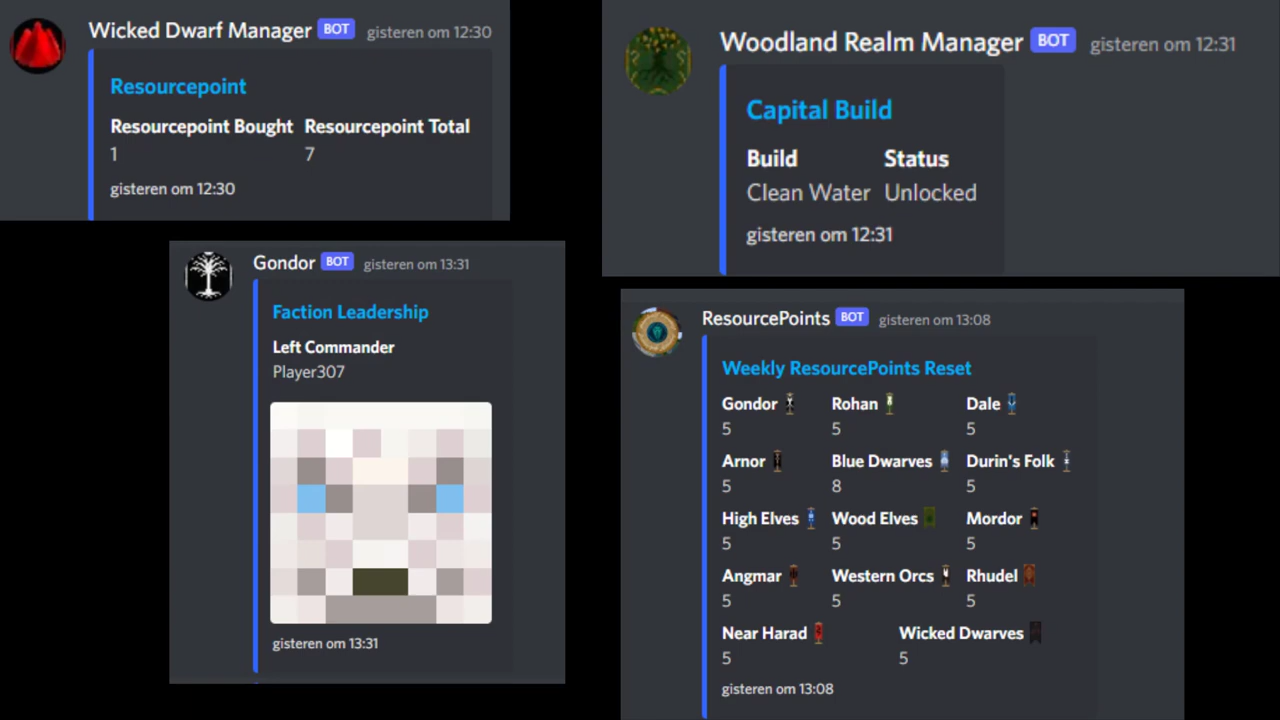 Wicked Dwarf Manager BOT gisteren om 12:30
Resourcepoint
Resourcepoint Bought Resourcepoint Total
1 7
gisteren om 12:30
Woodland Realm Manager BOT gisteren om 12:31
Capital Build
Build Status
Clean Water Unlocked
gisteren om 12:31
Gondor BOT gisteren om 13:31
Faction Leadership
Left Commander
Player307
gisteren om 13:31
ResourcePoints BOT gisteren om 13:08
Weekly ResourcePoints Reset
Gondor Rohan Dale
5 5 5
Arnor Blue Dwarves Durin's Folk
5 8 5
High Elves Wood Elves Mordor
5 5 5
Angmar Western Orcs Rhudel
5 5 5
Near Harad Wicked Dwarves
5 5
gisteren om 13:08